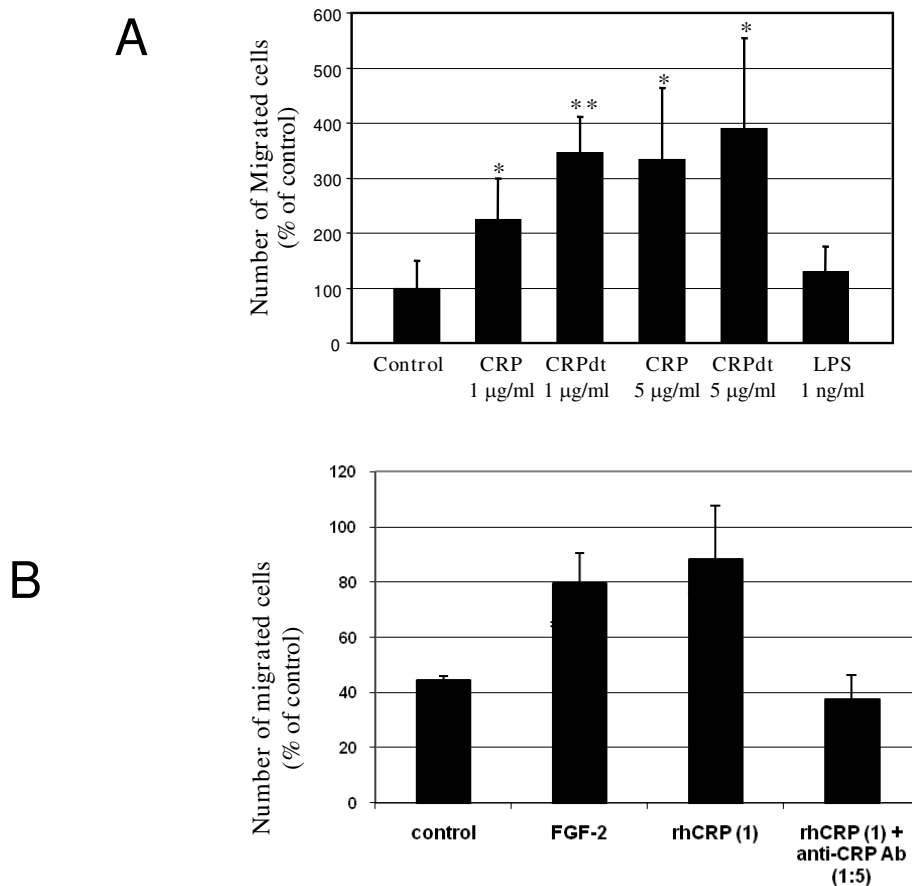 A
Number of Migrated cells
(% of control)
600
500
400
300
200
100
0
*
**
*
*
Control
CRP
1 µg/ml
CRPdt
1 µg/ml
CRP
5 µg/ml
CRPdt
5 µg/ml
LPS
1 ng/ml
B
Number of migrated cells
(% of control)
120
100
80
60
40
20
0
control
FGF-2
rhCRP (1)
rhCRP (1) +
anti-CRP Ab
(1:5)